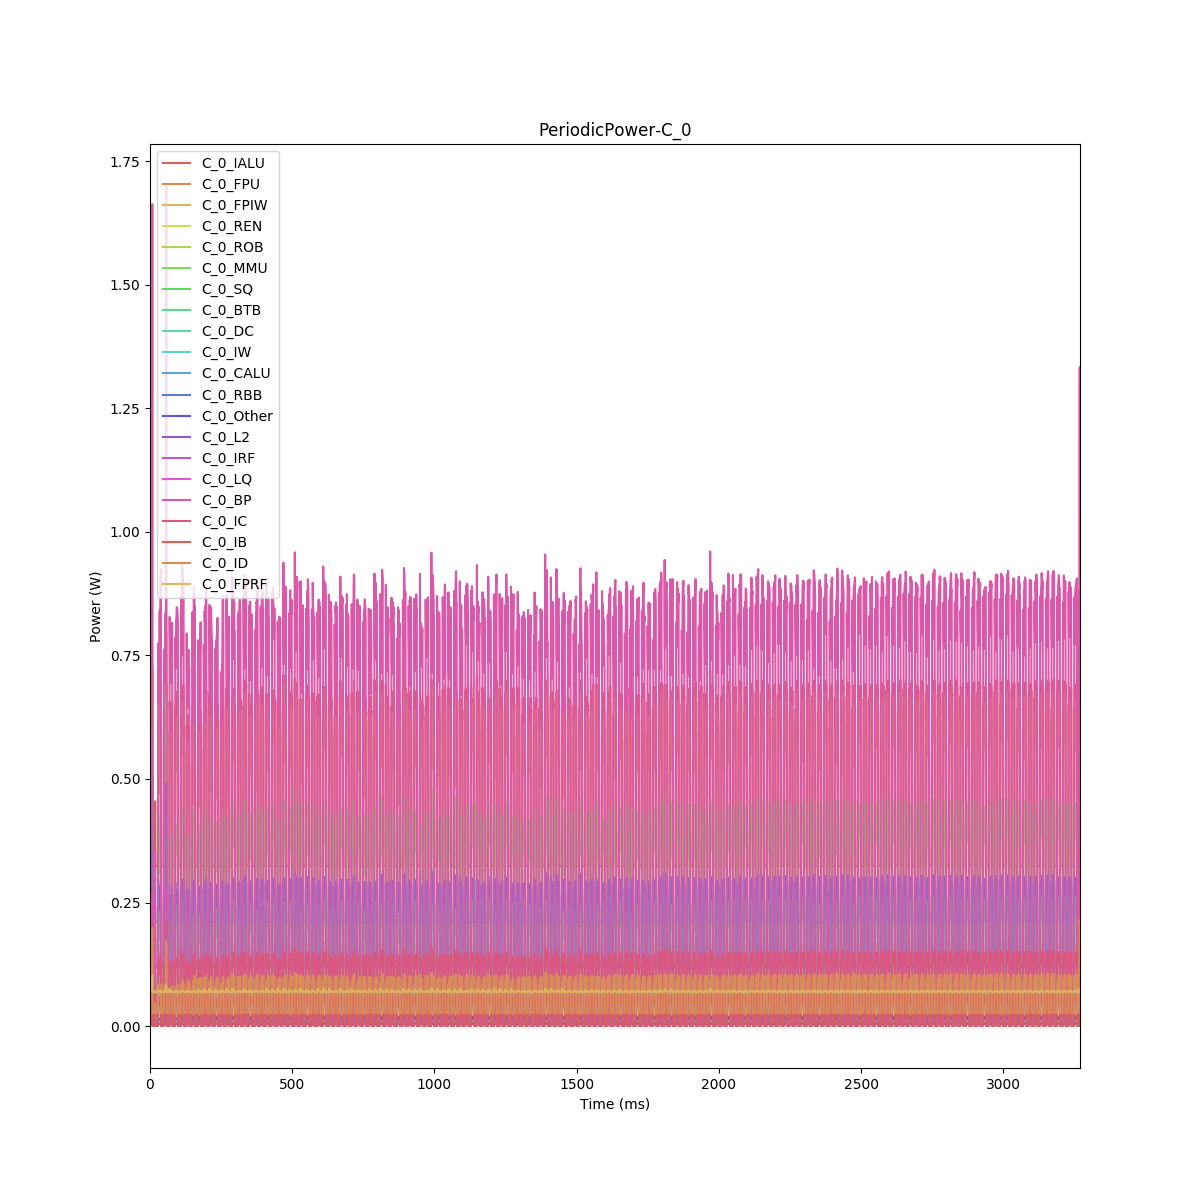 PeriodicPower-C_0
1.75
1.50
1.25
1.00
0.75
0.50
0.25
0.00
Power (W)
C_0_IALU
C_0_FPU
C_0_FPIW
C_0_REN
C_0_ROB
C_0_MMU
C_0_SQ
C_0_BTB
C_0_DC
C_0_IW
C_0_CALU
C_0_RBB
C_0_Other
C_0_L2
C_0_IRF
C_0_LQ
C_0_BP
C_0_IC
C_0_IB
C_0_ID
C_0_FPRF
0 500 1000 1500 2000 2500 3000
Time (ms)